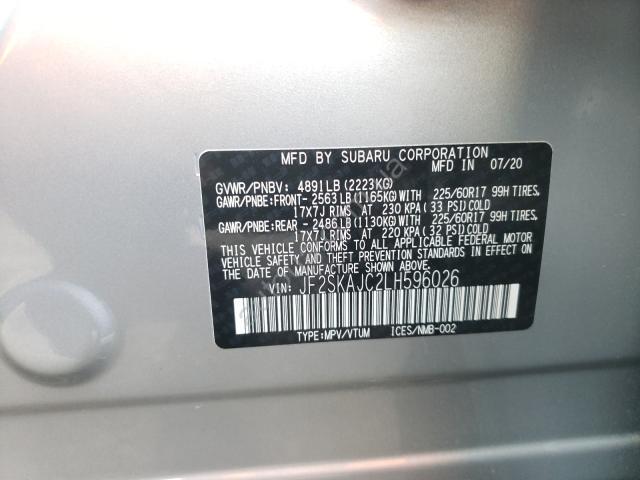 MFD BY SUBARU CORPORATION IN 07/20
GVWR/PNBV: 4891LB(2223KG)
GAWR/PNBE:FRONT- 2563LB(1165KG)WITH 225/60R17 99H TIRES,
17X7J RIMS AT 230 KPA(33 PSI)COLD
GAWR/PNBE:REAR - 2486LB(1130KG)WITH 225/60R17 99H TIRES,
17X7J RIMS AT 220 KPA(32 PSI)COLD
THIS VEHICLE CONFORMS TO ALL APPLICABLE FEDERAL MOTOR
VEHICLE SAFETY AND THEFT PREVENTION STANDARDS IN EFFECT ON
THE DATE OF MANUFACTURE SHOWN ABOVE.
VIN: JF2SKAJC2LH596026
TYPE:MPV/VTUM ICES/NMB-002